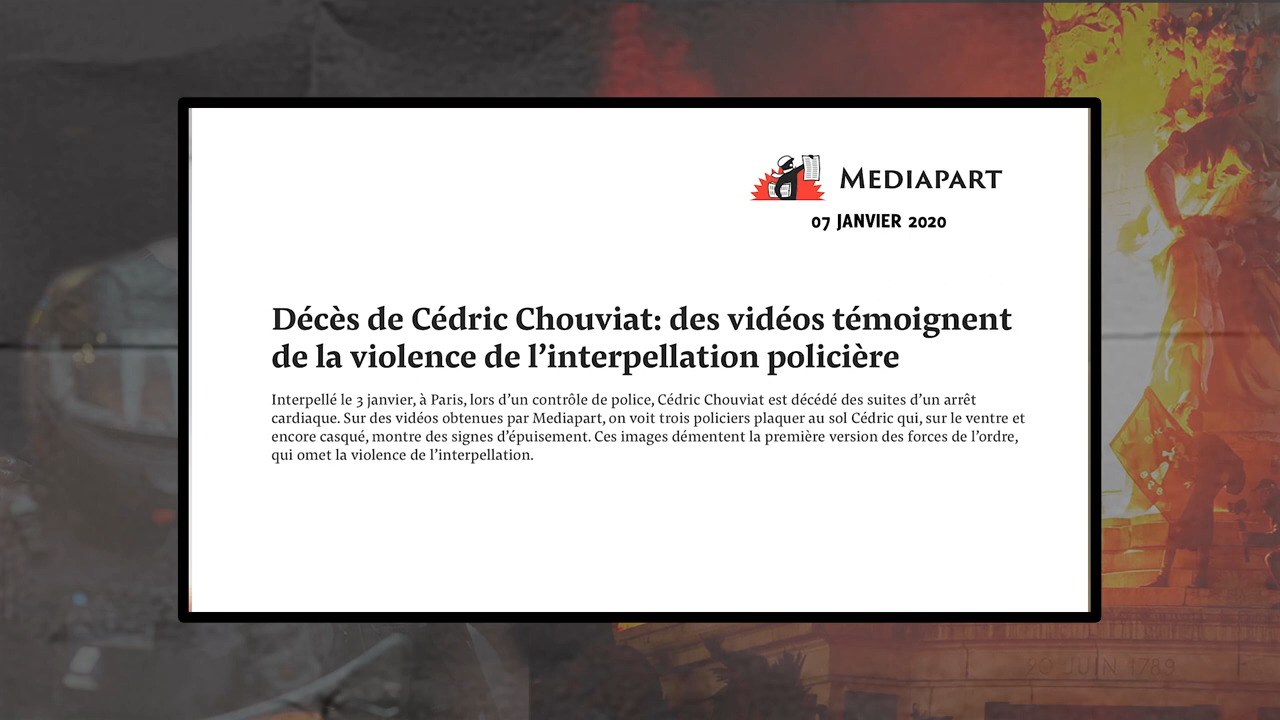 MEDIAPART
07 JANVIER 2020
Décès de Cédric Chouviat: des vidéos témoignent
de la violence de l’interpellation policière
Interpellé le 3 janvier, à Paris, lors d’un contrôle de police, Cédric Chouviat est décédé des suites d’un arrêt
cardiaque. Sur des vidéos obtenues par Mediapart, on voit trois policiers plaquer au sol Cédric qui, sur le ventre et
encore casqué, montre des signes d’épuisement. Ces images démentent la première version des forces de l’ordre,
qui omet la violence de l’interpellation.
20 JUIN 1789